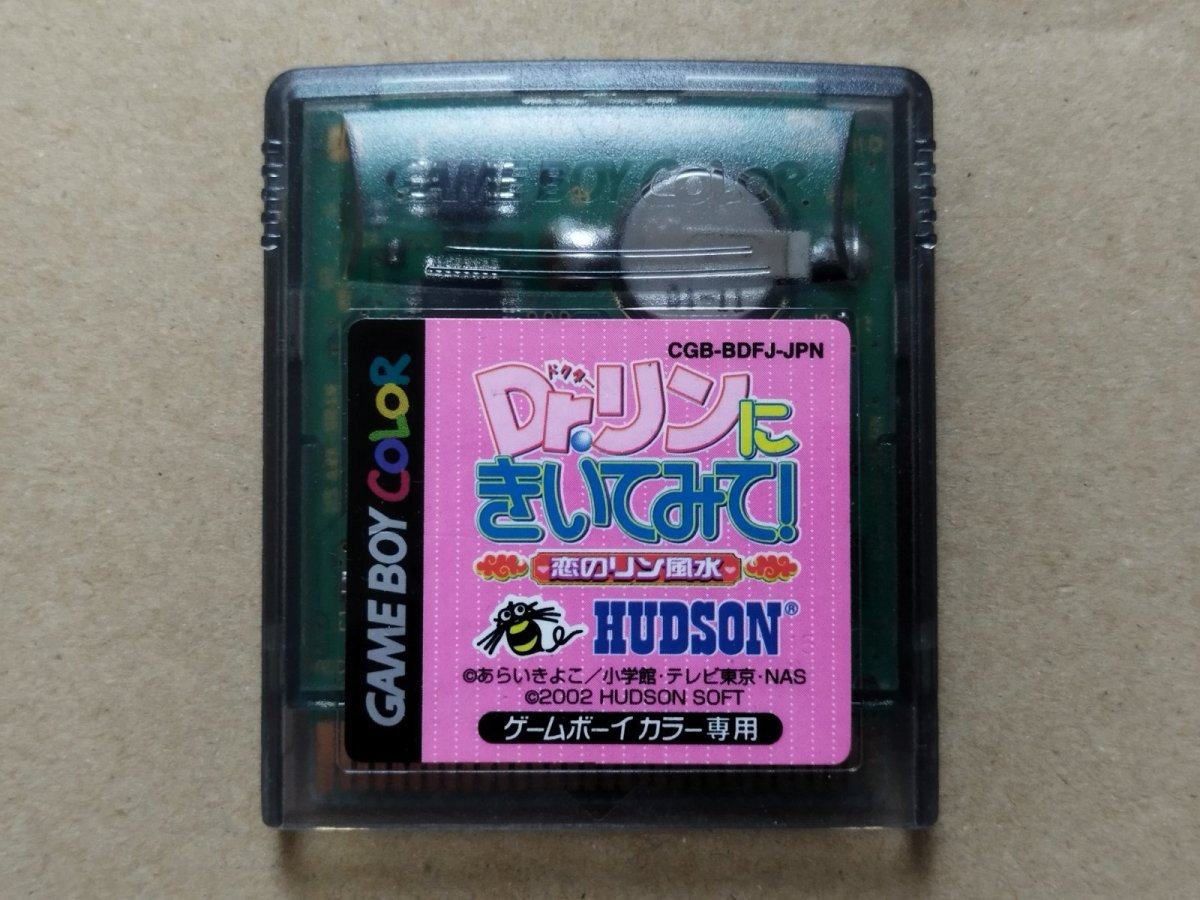 GAME BOY COLOR
GAME BOY COLOR
CGB-BDFJ-JPN
ドクター
Dr.リンに
きいてみて!
恋のリン風水
HUDSON®
©あらいきよこ/小学館・テレビ東京・NAS
©2002 HUDSON SOFT
ゲームボーイカラー専用